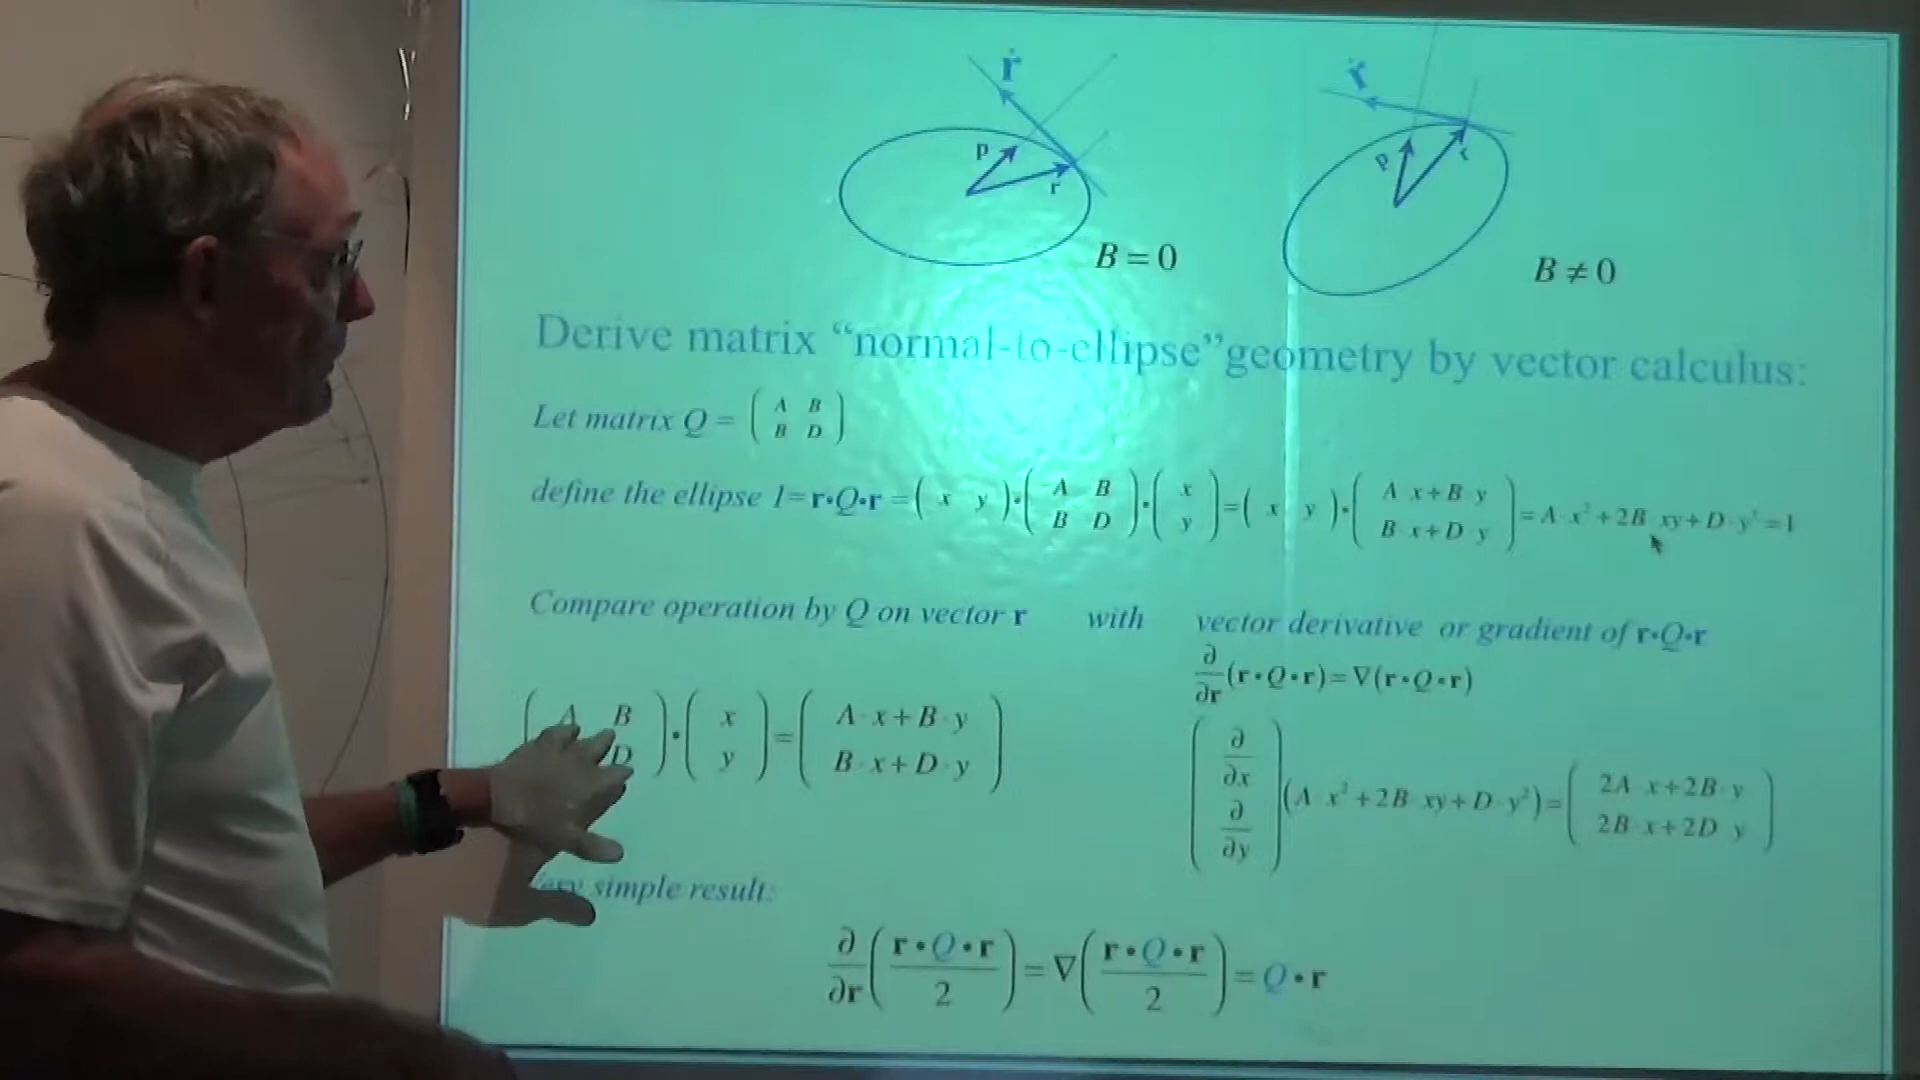 ṙ ṙ
p r p r
B = 0 B ≠ 0
Derive matrix “normal-to-ellipse”geometry by vector calculus:
Let matrix Q = ( A B ; B D )
define the ellipse 1=r•Q•r = ( x y )•( A B ; B D )•( x ; y )=( x y )•( A x+B y ; B x+D y )=A·x²+2B xy+D·y²=1
Compare operation by Q on vector r with vector derivative or gradient of r•Q•r
∂/∂r (r•Q•r)=∇(r•Q•r)
( A B ; D )•( x ; y )=( A·x+B·y ; B·x+D·y )
( ∂/∂x ; ∂/∂y )(A x²+2B xy+D·y²)=( 2A x+2B y ; 2B x+2D y )
simple result:
∂/∂r ( r•Q•r / 2 ) = ∇( r•Q•r / 2 ) = Q•r